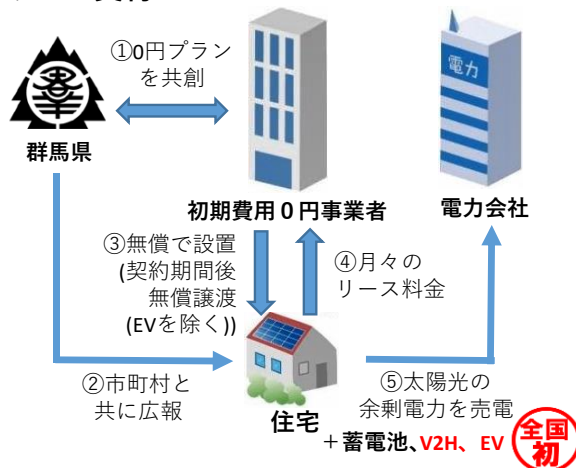 ①0円プラン
を共創
電力
群馬県
初期費用０円事業者
電力会社
③無償で設置
(契約期間後
無償譲渡
(EVを除く))
④月々の
リース料金
②市町村と
共に広報
住宅
⑤太陽光の
余剰電力を売電
＋蓄電池、V2H、EV
全国
初